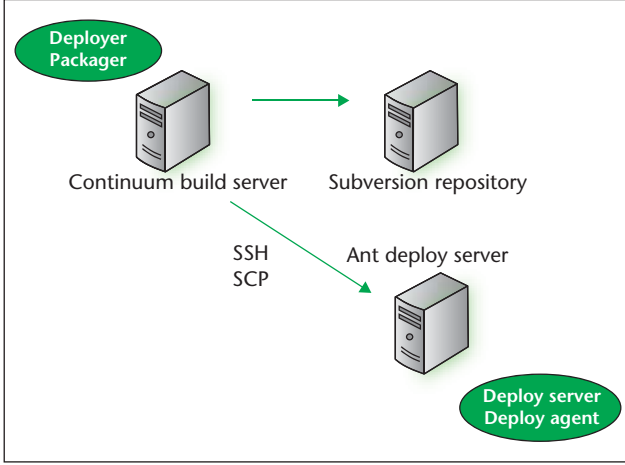 Deployer
Packager
Continuum build server
Subversion repository
SSH
SCP
Ant deploy server
Deploy server
Deploy agent